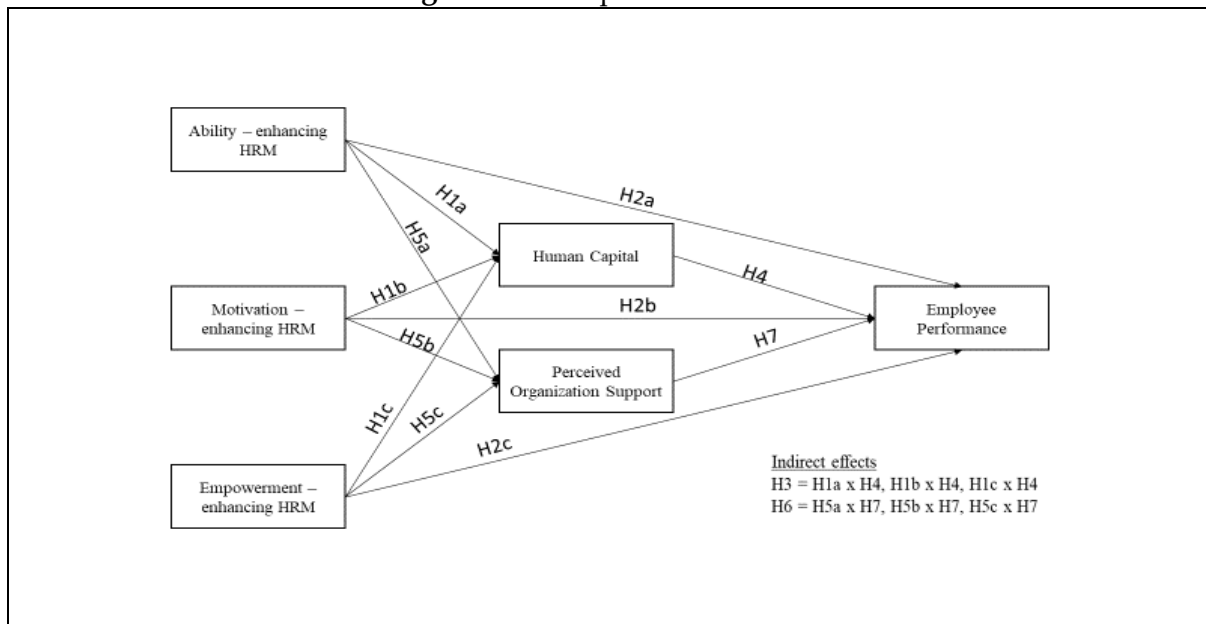 Ability – enhancing
HRM
H1a
H2a
H5a
Human Capital
H4
H1b
Motivation –
enhancing HRM
H2b
Employee
Performance
H5b
H7
Perceived
Organization Support
H1c
H5c
H2c
Empowerment –
enhancing HRM
Indirect effects
H3 = H1a x H4, H1b x H4, H1c x H4
H6 = H5a x H7, H5b x H7, H5c x H7